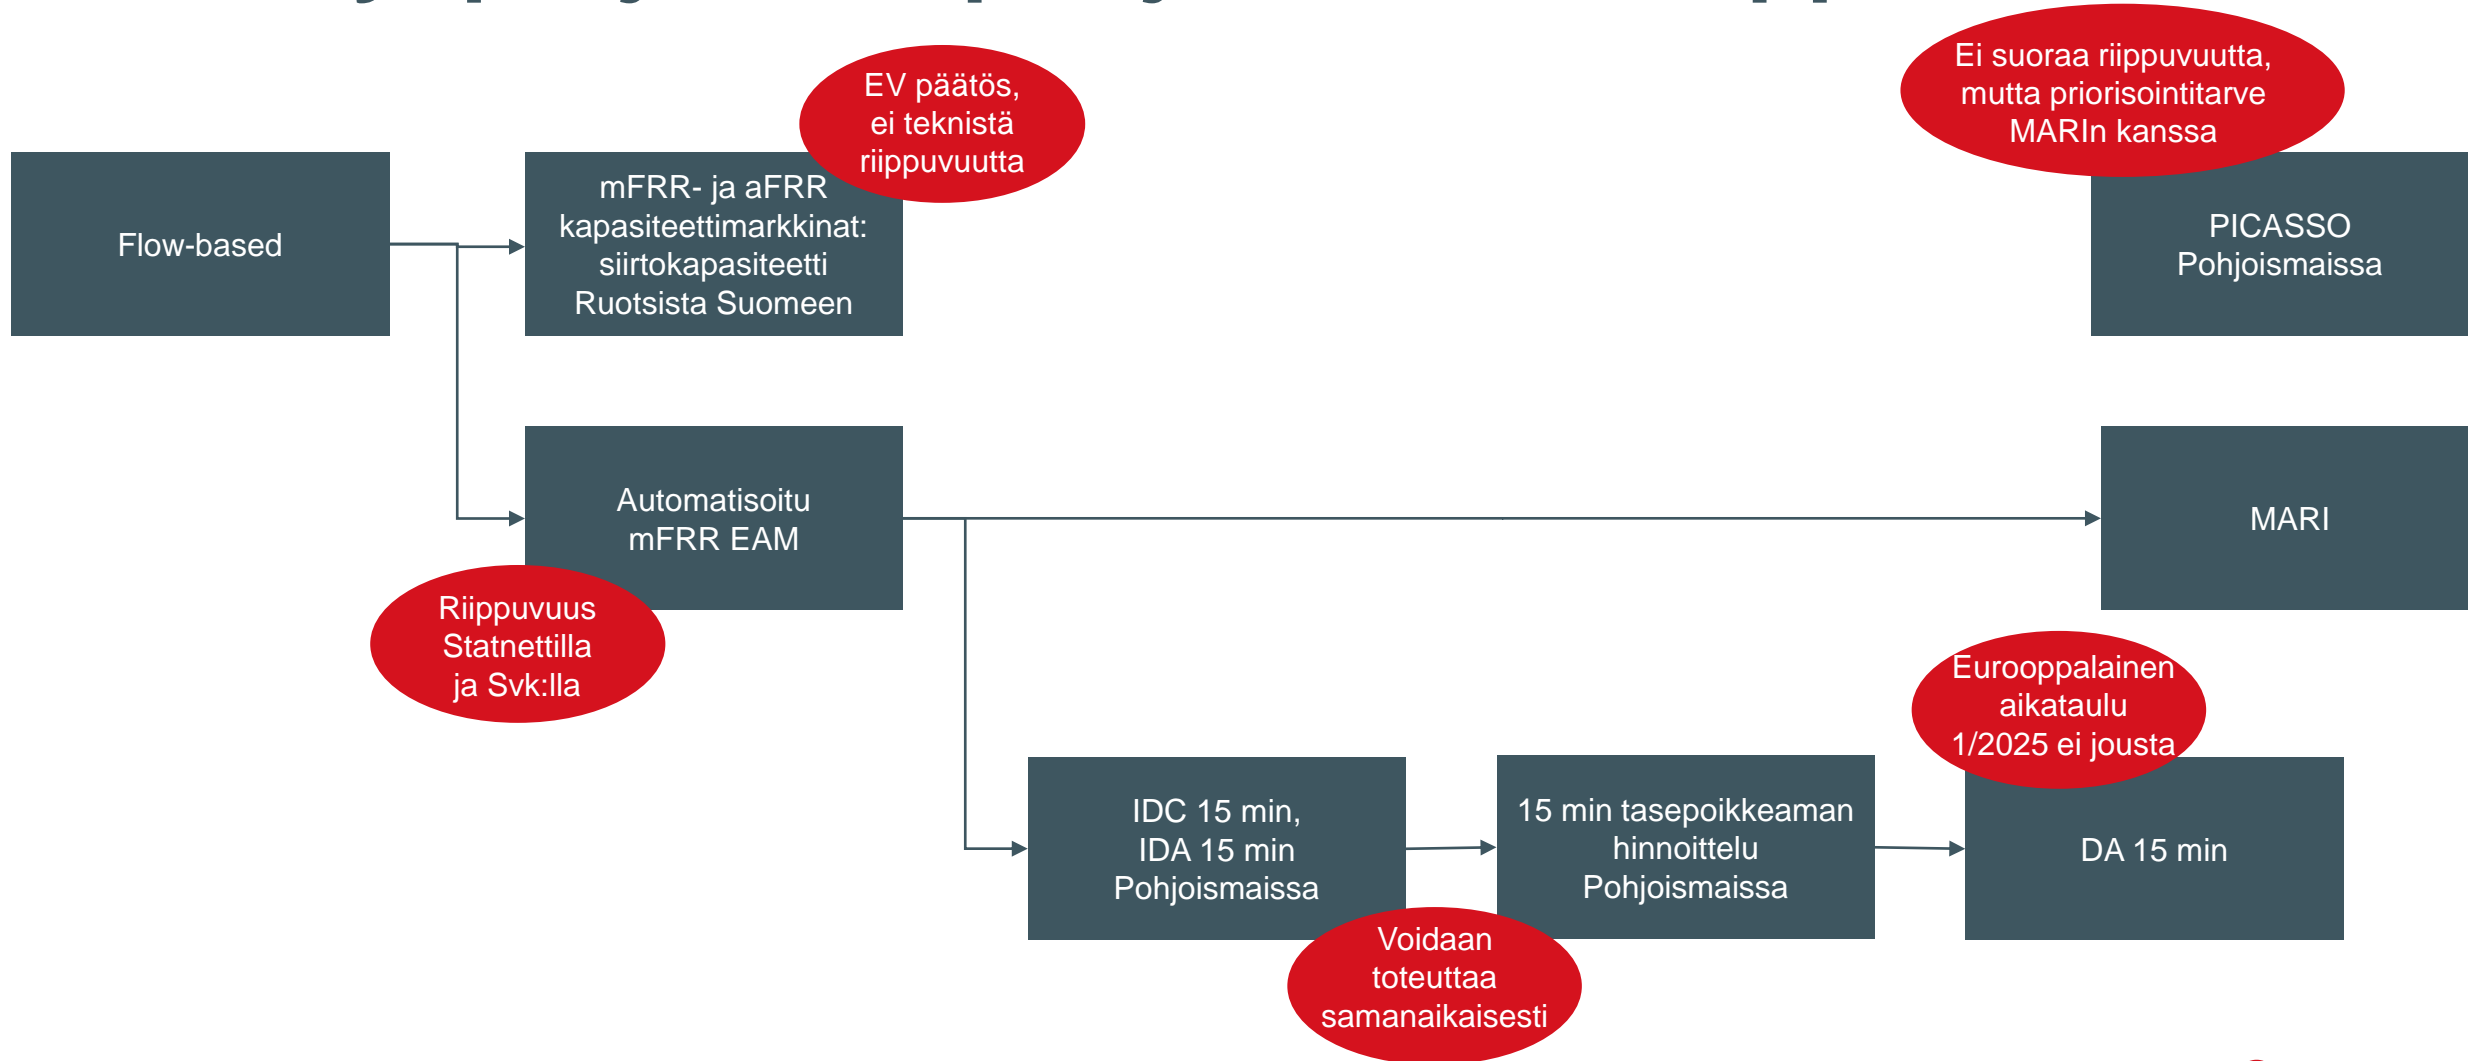 EV päätös,
ei teknistä
riippuvuutta
Ei suoraa riippuvuutta,
mutta priorisointitarve
MARIn kanssa
Flow-based
mFRR- ja aFRR
kapasiteettimarkkinat:
siirtokapasiteetti
Ruotsista Suomeen
PICASSO
Pohjoismaissa
Automatisoitu
mFRR EAM
MARI
Riippuvuus
Statnettilla
ja Svk:lla
Eurooppalainen
aikataulu
1/2025 ei jousta
IDC 15 min,
IDA 15 min
Pohjoismaissa
15 min tasepoikkeaman
hinnoittelu
Pohjoismaissa
DA 15 min
Voidaan
toteuttaa
samanaikaisesti